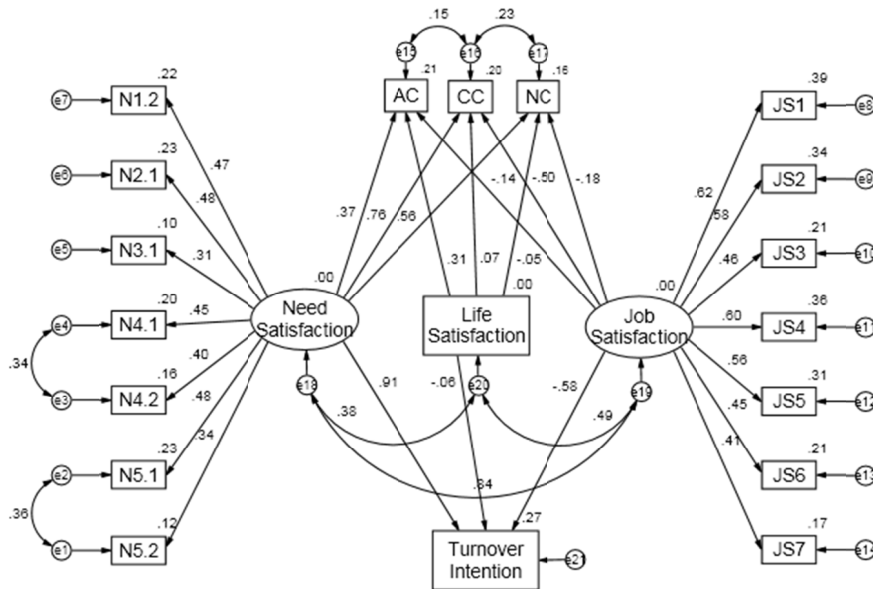 .15
.23
e15
e16
e17
.21
.20
.16
AC
CC
NC
.22
e7
N1.2
.23
e6
N2.1
.10
e5
N3.1
.20
e4
N4.1
.34
.16
e3
N4.2
.23
e2
N5.1
.36
.12
e1
N5.2
.47
.48
.31
.45
.40
.48
.34
.00
Need
Satisfaction
.37
.76
.56
-.14
-.50
-.18
.31
.07
-.05
.00
Life
Satisfaction
.00
Job
Satisfaction
e18
e20
e19
.38
.49
.91
-.06
-.58
.27
Turnover
Intention
e21
.62
.58
.46
.60
.56
.45
.41
.39
JS1
e8
.34
JS2
e9
.21
JS3
e10
.36
JS4
e11
.31
JS5
e12
.21
JS6
e13
.17
JS7
e14